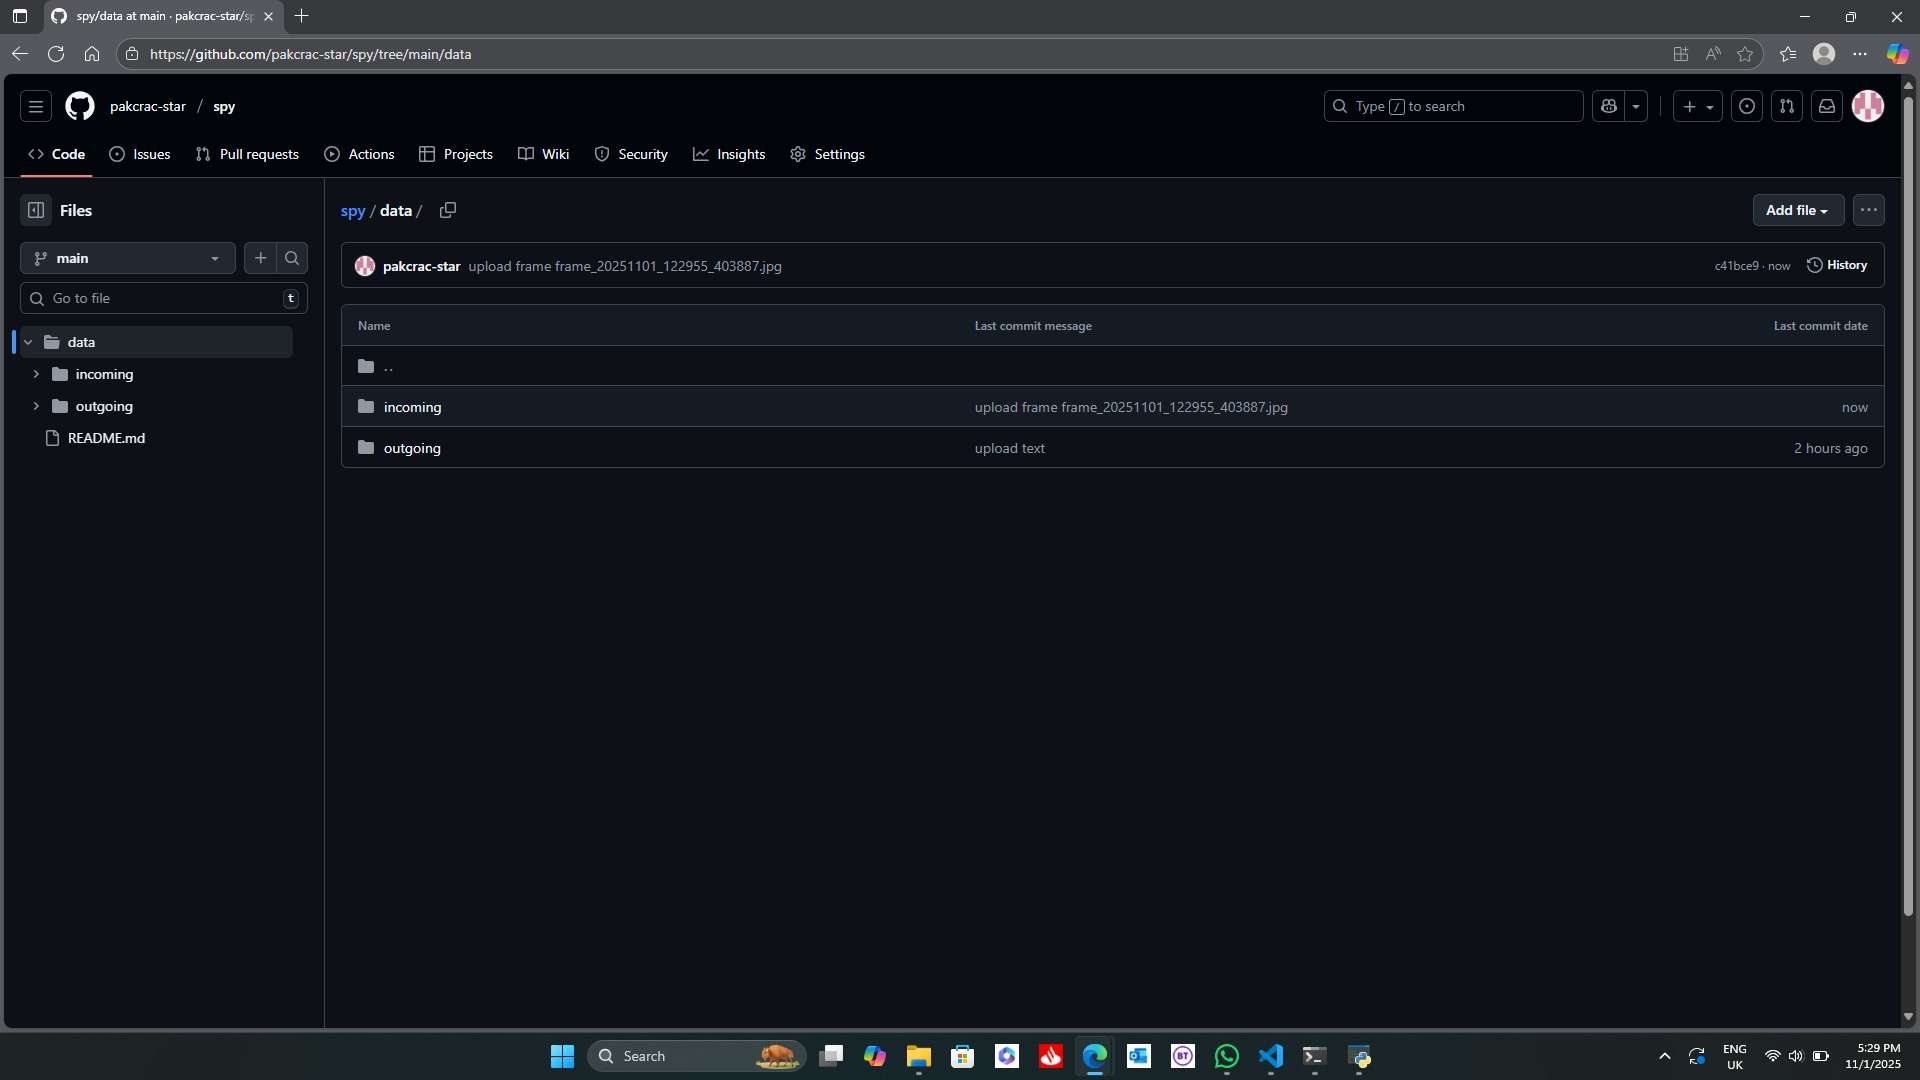 spy/data at main · pakcrac-star/sp
https://github.com/pakcrac-star/spy/tree/main/data
pakcrac-star / spy
Type / to search
Code
Issues
Pull requests
Actions
Projects
Wiki
Security
Insights
Settings
Files
spy / data /
Add file
main
pakcrac-star upload frame frame_20251101_122955_403887.jpg
c41bce9 · now
History
Go to file
t
Name
Last commit message
Last commit date
data
..
incoming
incoming
upload frame frame_20251101_122955_403887.jpg
now
outgoing
outgoing
upload text
2 hours ago
README.md
Search
BT
ENG
UK
5:29 PM
11/1/2025